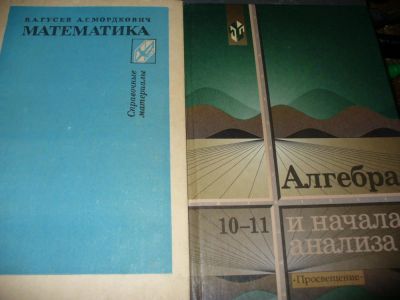 В.А.ГУСЕВ А.Г.МОРДКОВИЧ
МАТЕМАТИКА
Справочные
материалы
Алгебра
10-11 и начала
анализа
«Просвещение»